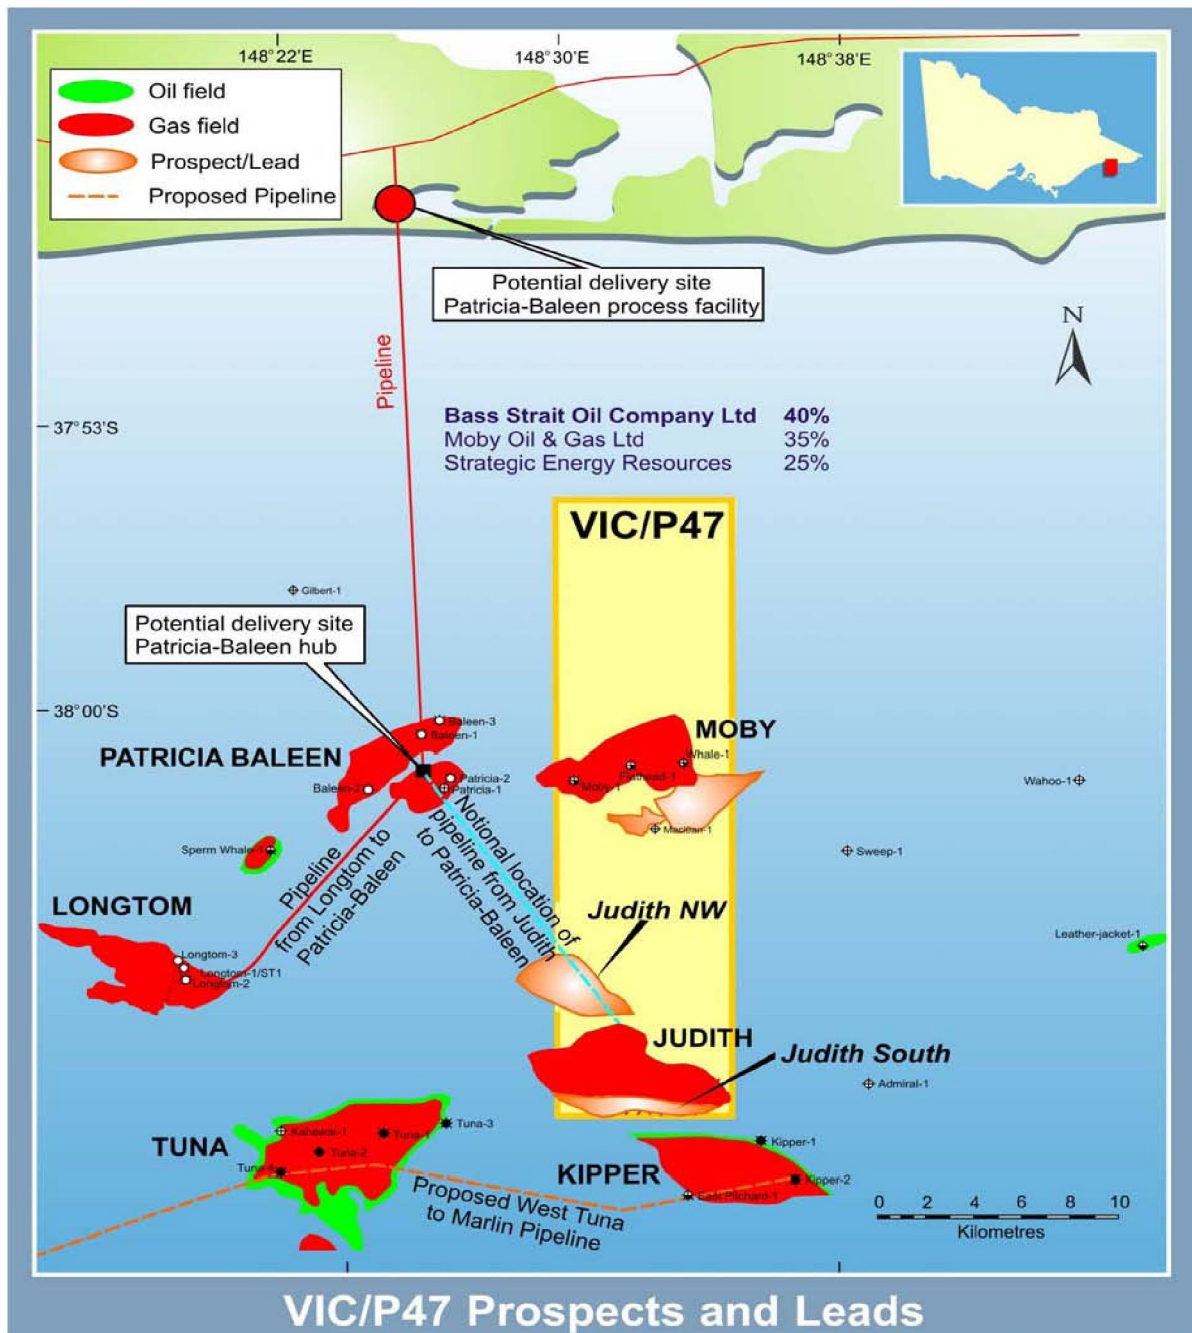 148°22'E
148°30'E
148°38'E
Oil field
Gas field
Prospect/Lead
Proposed Pipeline
Potential delivery site
Patricia-Baleen process facility
N
Pipeline
37°53'S
Bass Strait Oil Company Ltd 40%
Moby Oil & Gas Ltd 35%
Strategic Energy Resources 25%
VIC/P47
Gilbert-1
Potential delivery site
Patricia-Baleen hub
38°00'S
Baleen-3
Baleen-1
PATRICIA BALEEN
MOBY
Whale-1
Flathead-1
Patricia-2
Patricia-1
Baleen-2
Moby-1
Wahoo-1
Maclean-1
Sperm Whale-1
Sweep-1
Pipeline
from Longtom to
Patricia-Baleen
Notional location of
pipeline from Judith
to Patricia-Baleen
LONGTOM
Judith NW
Leather-jacket-1
Longtom-3
Longtom-1/ST1
Longtom-2
JUDITH
Judith South
Admiral-1
TUNA
Kahawai-1
Tuna-1
Tuna-3
Tuna-2
Tuna-4
Kipper-1
KIPPER
Kipper-2
East Pilchard-1
Proposed West Tuna
to Marlin Pipeline
0 2 4 6 8 10
Kilometres
VIC/P47 Prospects and Leads